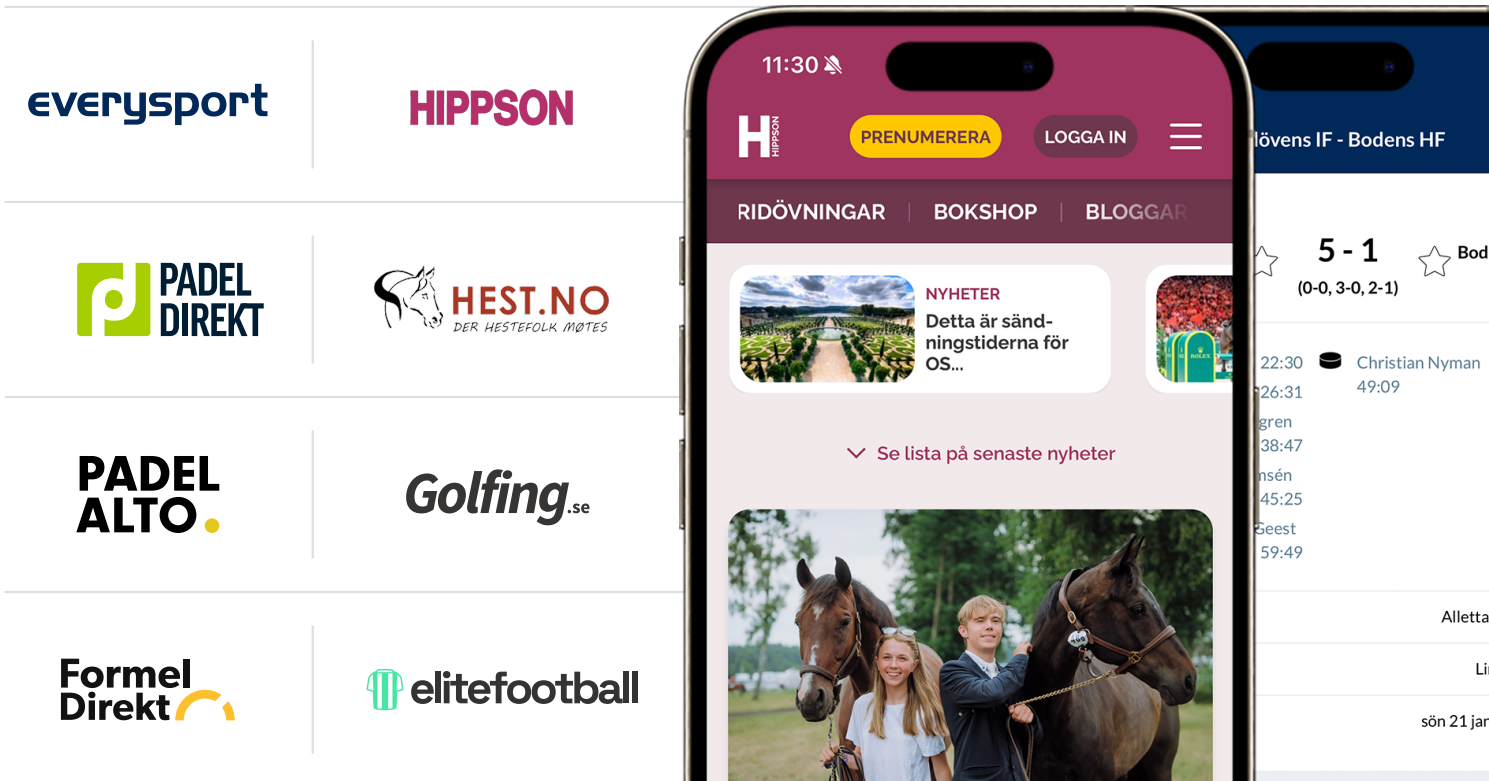 everysport
HIPPSON
PADEL
DIREKT
HEST.NO
DER HESTEFOLK MØTES
PADEL
ALTO.
Golfing.se
Formel
Direkt
elitefootball
11:30
H HIPPSON
PRENUMERERA
LOGGA IN
RIDÖVNINGAR
BOKSHOP
BLOGGAR
NYHETER
Detta är sänd-
ningstiderna för
OS...
ROLEX
Se lista på senaste nyheter
lövens IF - Bodens HF
5 - 1
Bod
(0-0, 3-0, 2-1)
22:30
Christian Nyman
26:31
49:09
gren
38:47
nsén
45:25
Geest
59:49
Alletta
Lin
sön 21 jan